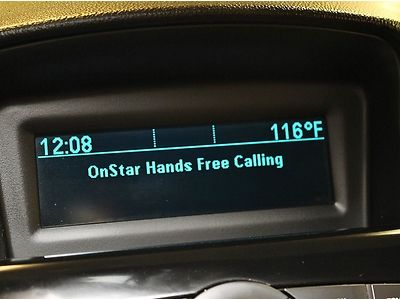 12:08 116°F
OnStar Hands Free Calling